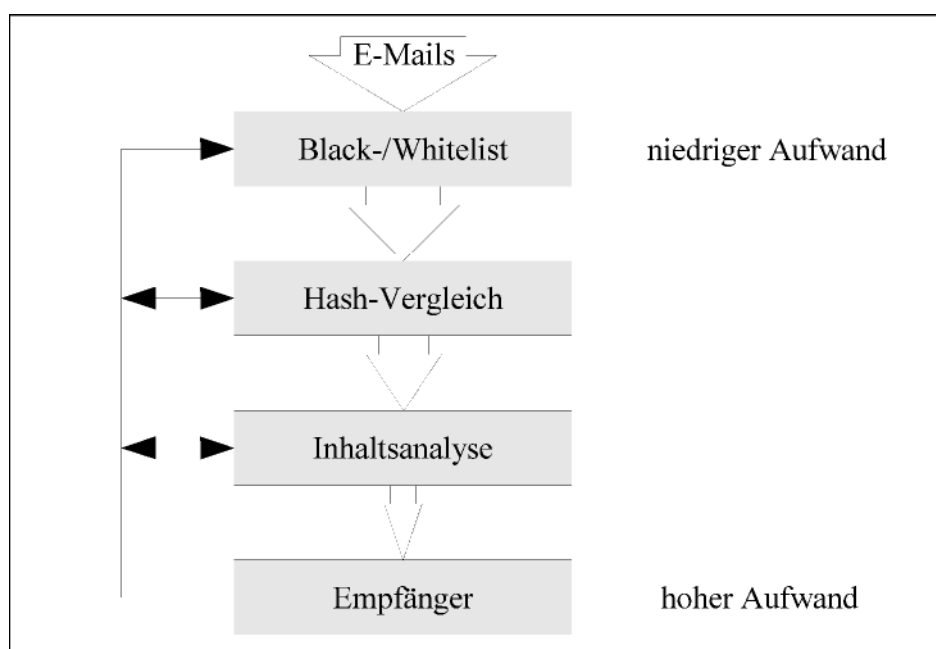 E-Mails
Black-/Whitelist
niedriger Aufwand
Hash-Vergleich
Inhaltsanalyse
Empfänger
hoher Aufwand